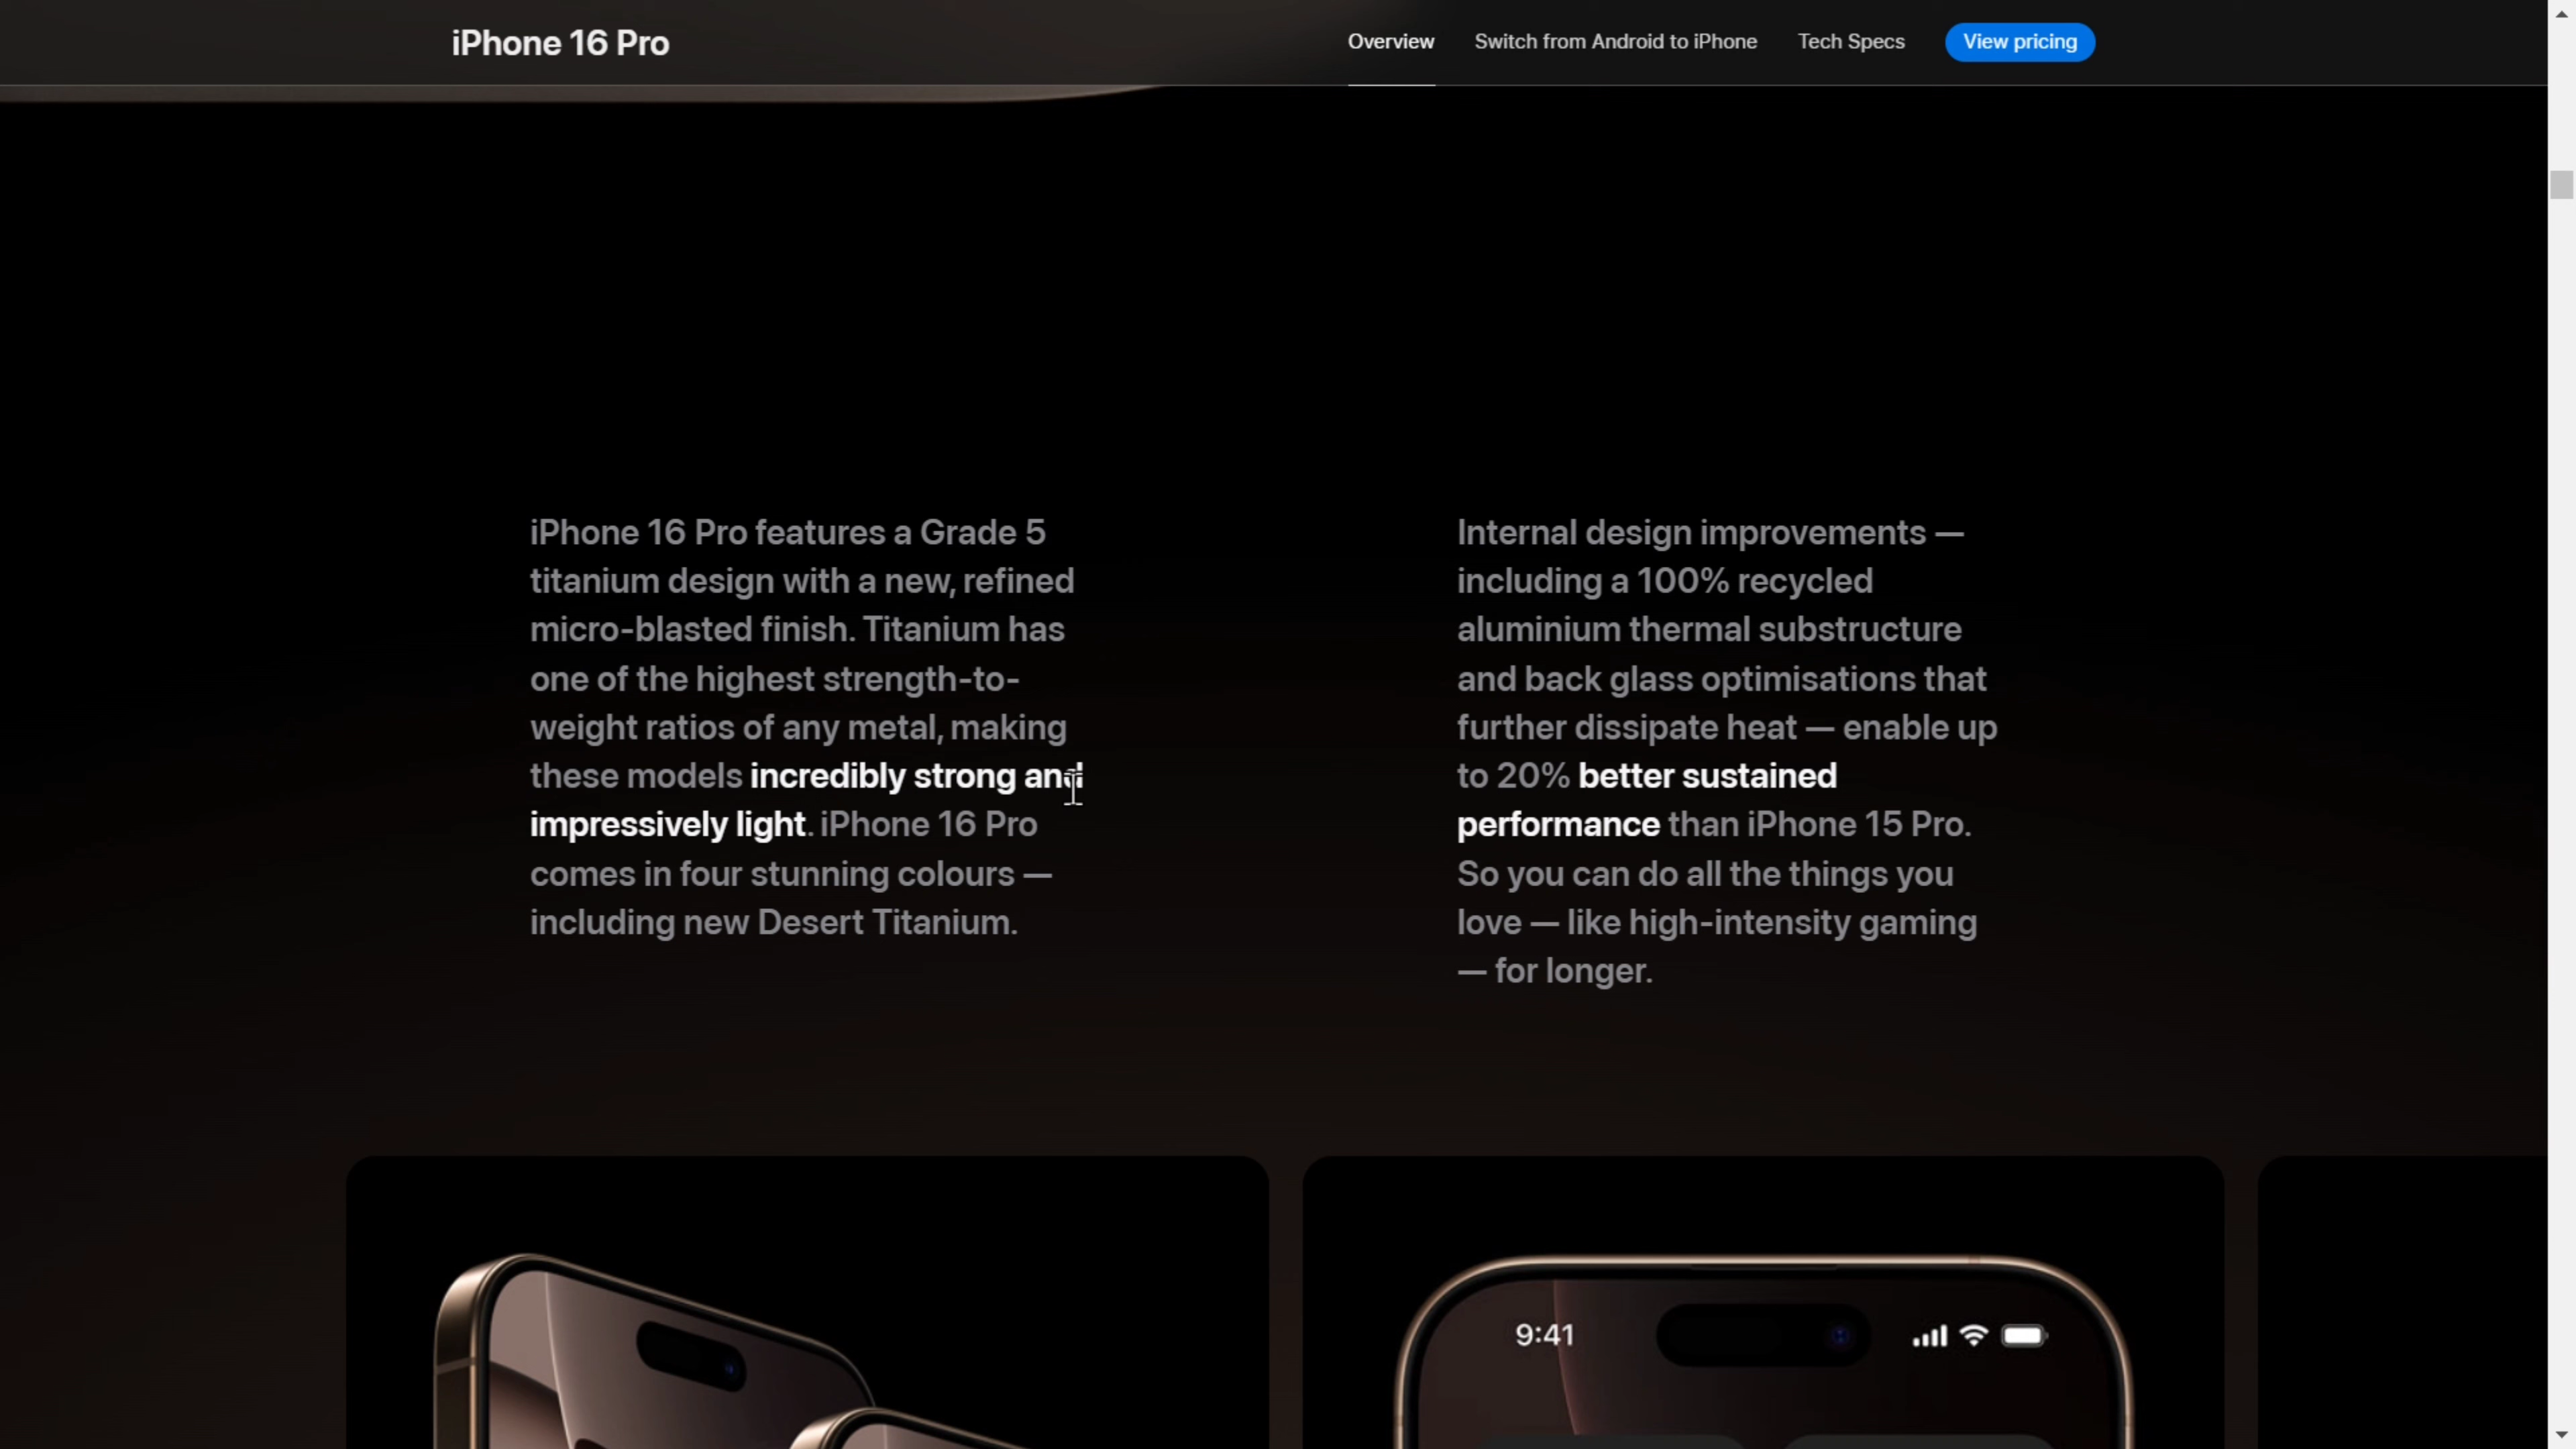 iPhone 16 Pro
Overview
Switch from Android to iPhone
Tech Specs
View pricing
iPhone 16 Pro features a Grade 5
titanium design with a new, refined
micro-blasted finish. Titanium has
one of the highest strength-to-
weight ratios of any metal, making
these models incredibly strong and
impressively light. iPhone 16 Pro
comes in four stunning colours —
including new Desert Titanium.
Internal design improvements —
including a 100% recycled
aluminium thermal substructure
and back glass optimisations that
further dissipate heat — enable up
to 20% better sustained
performance than iPhone 15 Pro.
So you can do all the things you
love — like high-intensity gaming
— for longer.
9:41